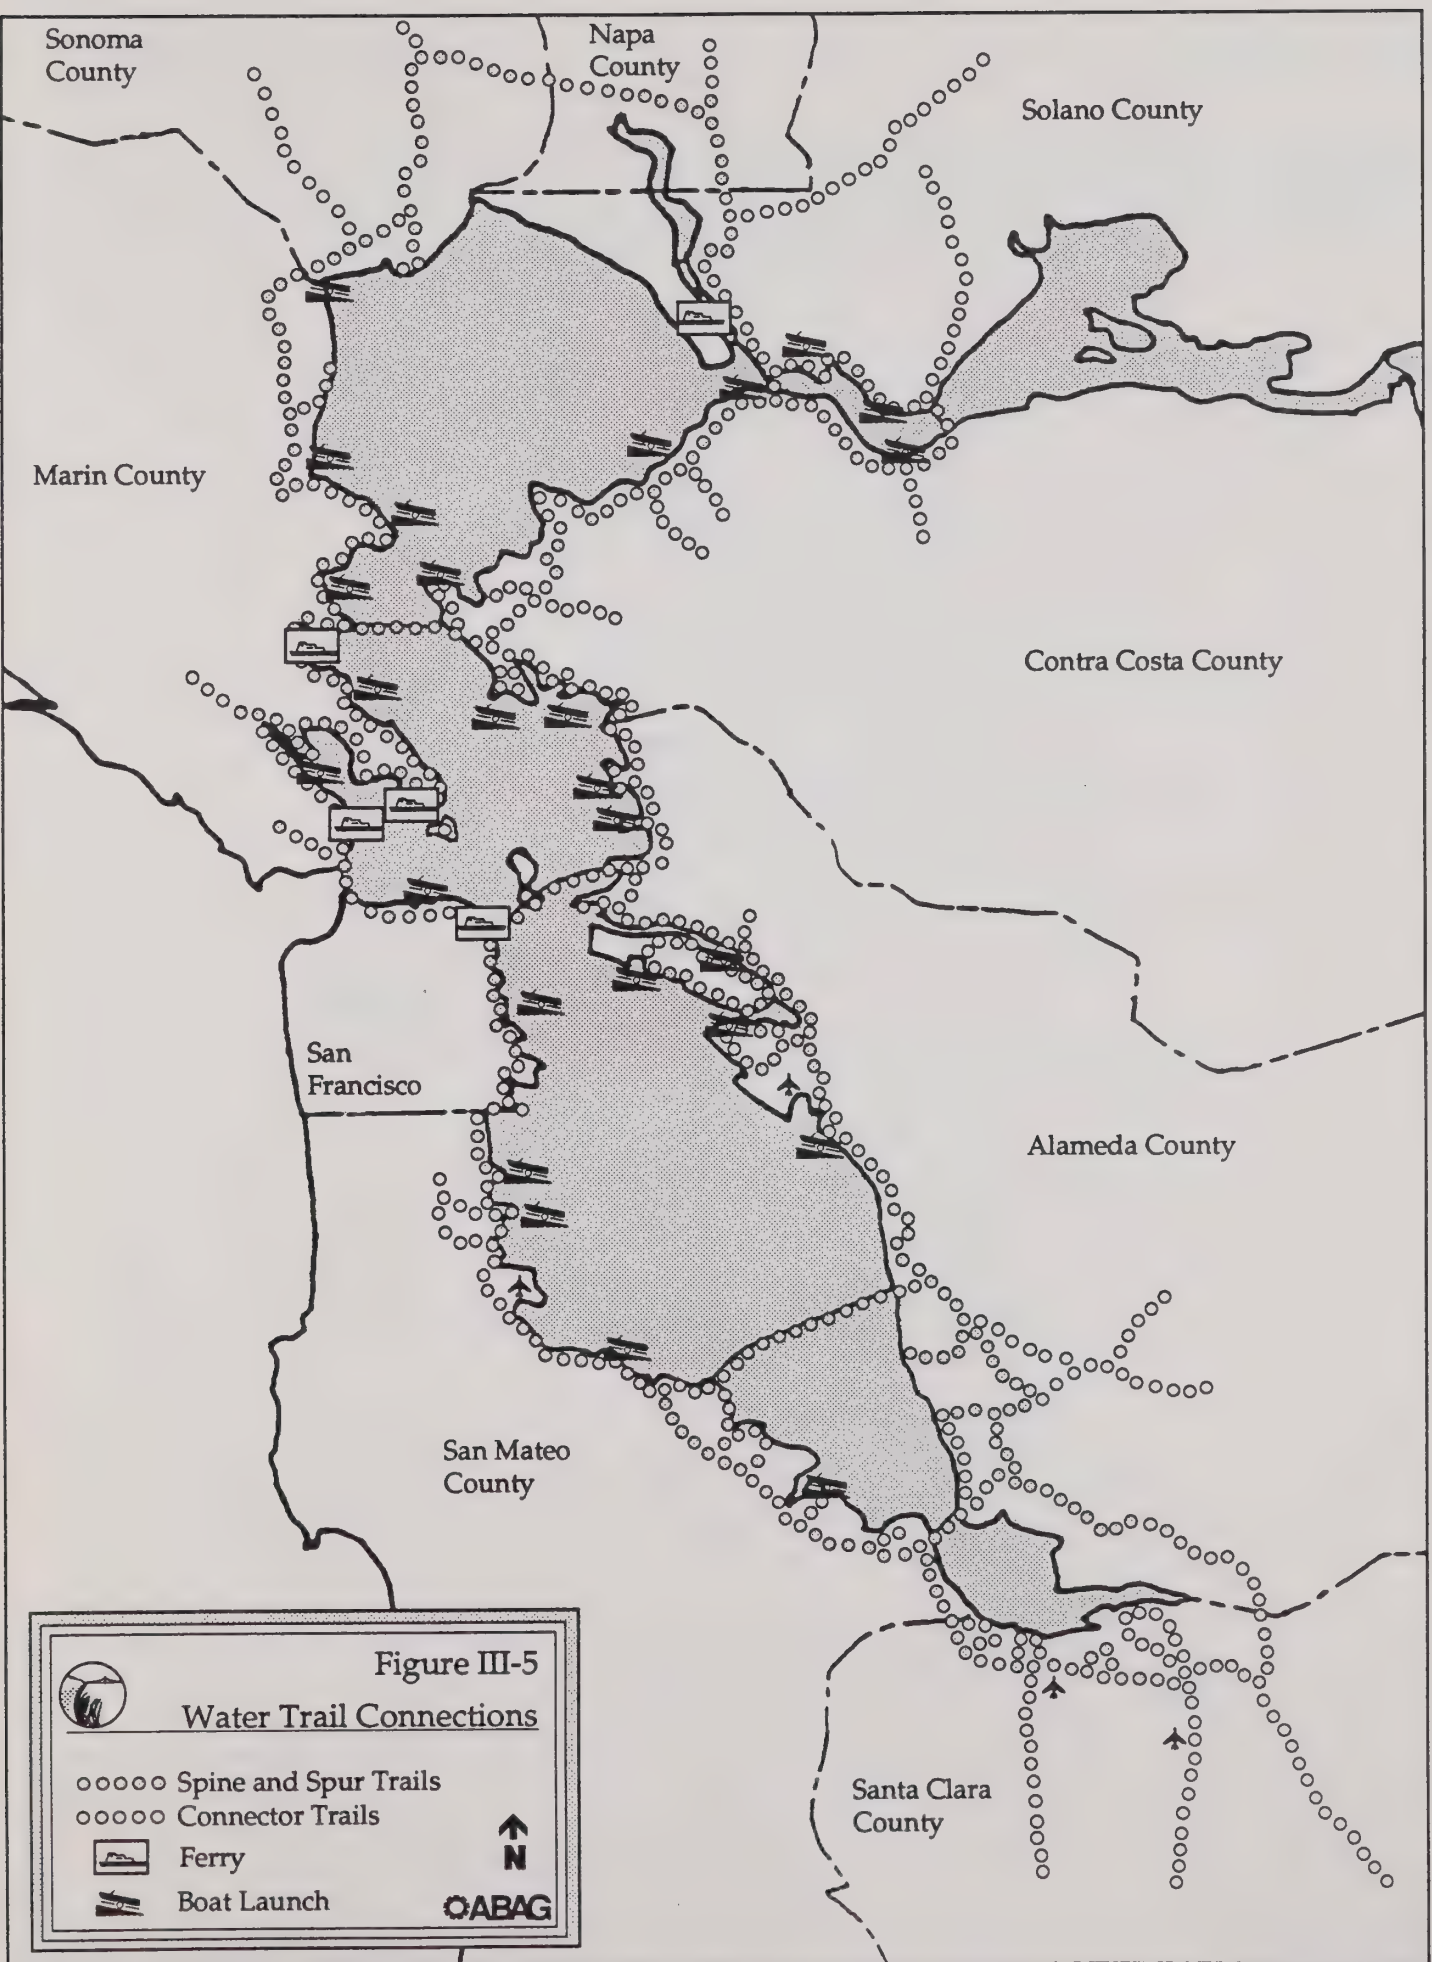 Sonoma
County
Napa
County
Solano County
Marin County
Contra Costa County
San
Francisco
Alameda County
San Mateo
County
Santa Clara
County
Figure III-5
Water Trail Connections
Spine and Spur Trails
Connector Trails
Ferry
Boat Launch
N
ABAG